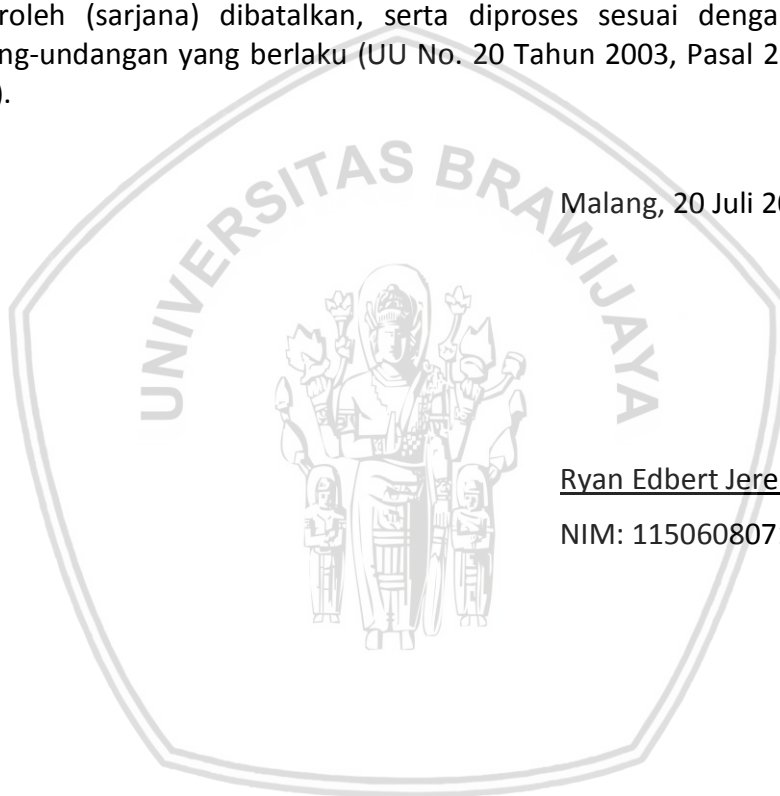 roleh (sarjana) dibatalkan, serta diproses sesuai denga
ng-undangan yang berlaku (UU No. 20 Tahun 2003, Pasal 2
).
UNIVERSITAS BRAWIJAYA
Malang, 20 Juli 20
Ryan Edbert Jere
NIM: 115060807